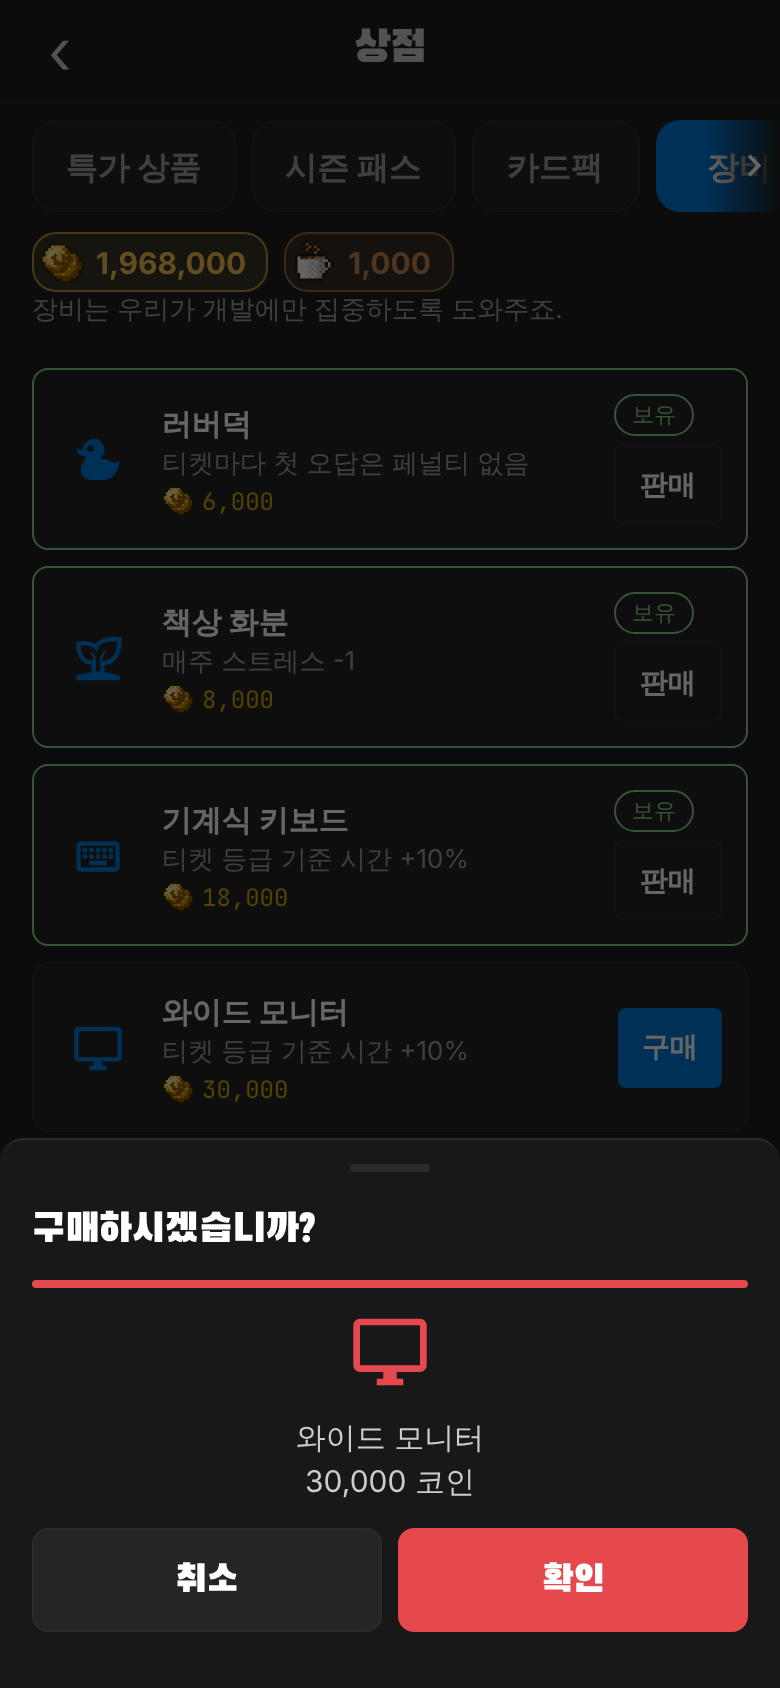 상점
특가 상품
시즌 패스
카드팩
장비
1,968,000
1,000
장비는 우리가 개발에만 집중하도록 도와주죠.
러버덕
티켓마다 첫 오답은 페널티 없음
6,000
보유
판매
책상 화분
매주 스트레스 -1
8,000
보유
판매
기계식 키보드
티켓 등급 기준 시간 +10%
18,000
보유
판매
와이드 모니터
티켓 등급 기준 시간 +10%
30,000
구매
구매하시겠습니까?
와이드 모니터
30,000 코인
취소
확인